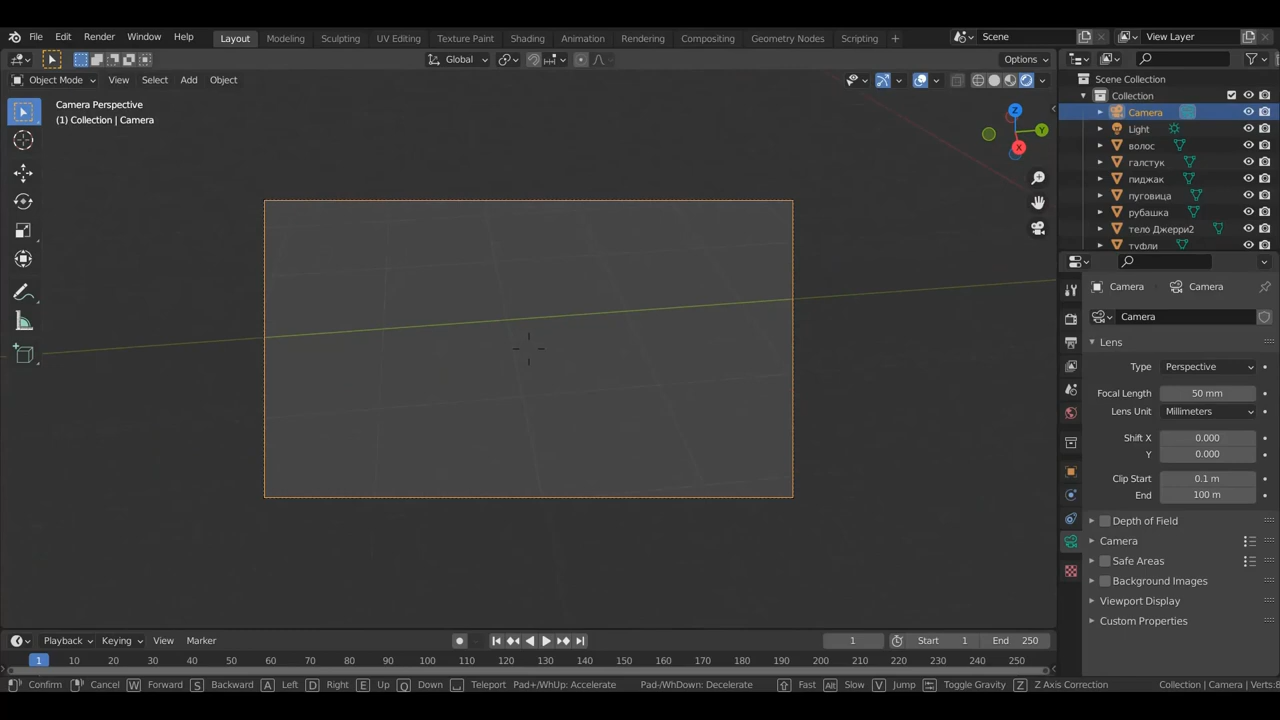 File Edit Render Window Help Layout Modeling Sculpting UV Editing Texture Paint Shading Animation Rendering Compositing Geometry Nodes Scripting Scene View Layer
Global Options
Object Mode View Select Add Object
Scene Collection
Camera Perspective
(1) Collection | Camera
Collection
Camera
Light
волос
галстук
пиджак
пуговица
рубашка
тело Джерри2
туфли
Z
Y
X
Camera Camera
Camera
Lens
Type Perspective
Focal Length 50 mm
Lens Unit Millimeters
Shift X 0.000
Y 0.000
Clip Start 0.1 m
End 100 m
Depth of Field
Camera
Safe Areas
Background Images
Viewport Display
Custom Properties
Playback Keying View Marker 1 Start 1 End 250
1 10 20 30 40 50 60 70 80 90 100 110 120 130 140 150 160 170 180 190 200 210 220 230 240 250
Confirm Cancel W Forward S Backward A Left D Right E Up Q Down Teleport Pad+/WhUp: Accelerate Pad-/WhDown: Decelerate Fast Alt Slow V Jump Toggle Gravity Z Z Axis Correction Collection | Camera | Verts:8